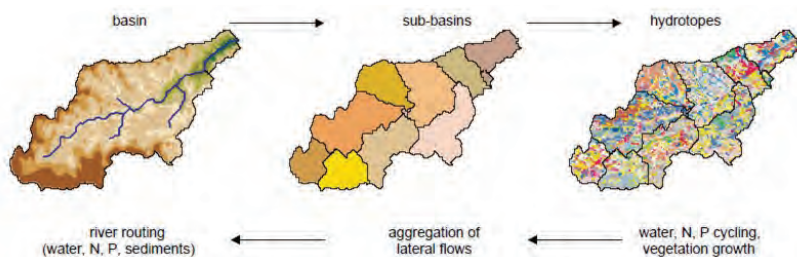 basin
sub-basins
hydrotopes
river routing
(water, N, P, sediments)
aggregation of
lateral flows
water, N, P cycling,
vegetation growth